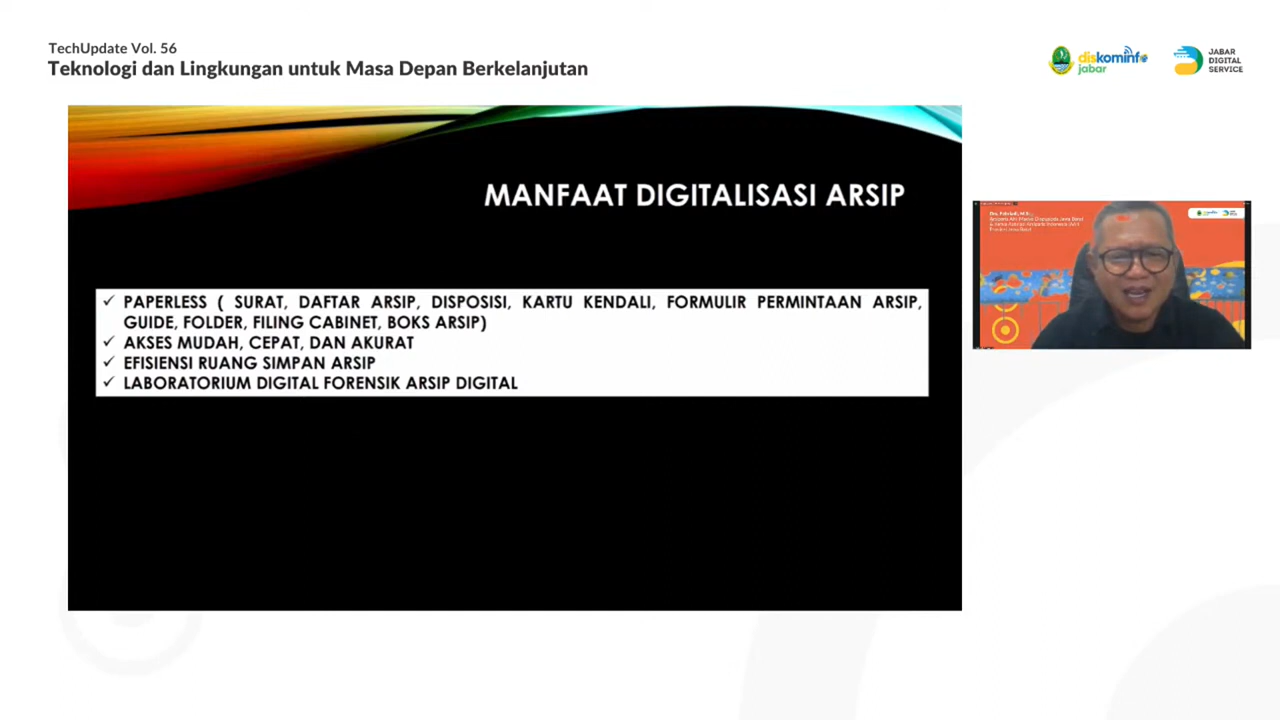 TechUpdate Vol. 56
Teknologi dan Lingkungan untuk Masa Depan Berkelanjutan
diskominfo
jabar
JABAR
DIGITAL
SERVICE
MANFAAT DIGITALISASI ARSIP
✓ PAPERLESS ( SURAT, DAFTAR ARSIP, DISPOSISI, KARTU KENDALI, FORMULIR PERMINTAAN ARSIP,
GUIDE, FOLDER, FILING CABINET, BOKS ARSIP)
✓ AKSES MUDAH, CEPAT, DAN AKURAT
✓ EFISIENSI RUANG SIMPAN ARSIP
✓ LABORATORIUM DIGITAL FORENSIK ARSIP DIGITAL